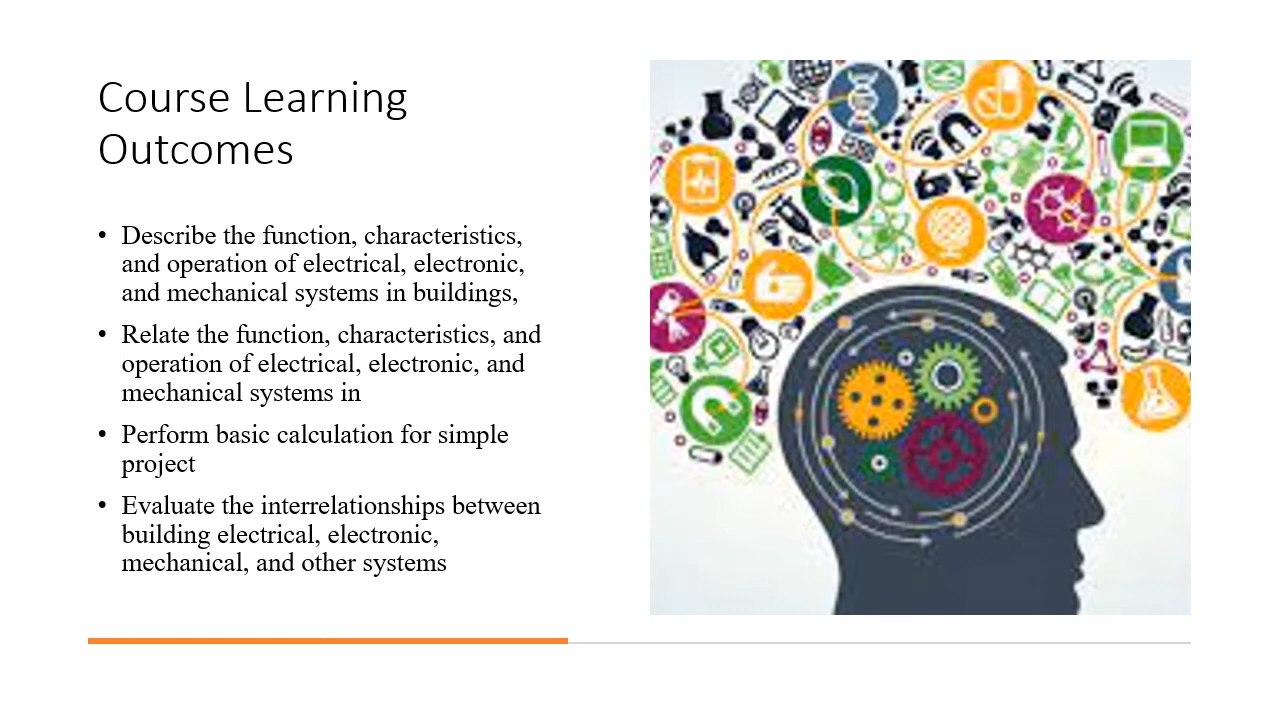 Course Learning
Outcomes
• Describe the function, characteristics,
and operation of electrical, electronic,
and mechanical systems in buildings,
• Relate the function, characteristics, and
operation of electrical, electronic, and
mechanical systems in
• Perform basic calculation for simple
project
• Evaluate the interrelationships between
building electrical, electronic,
mechanical, and other systems